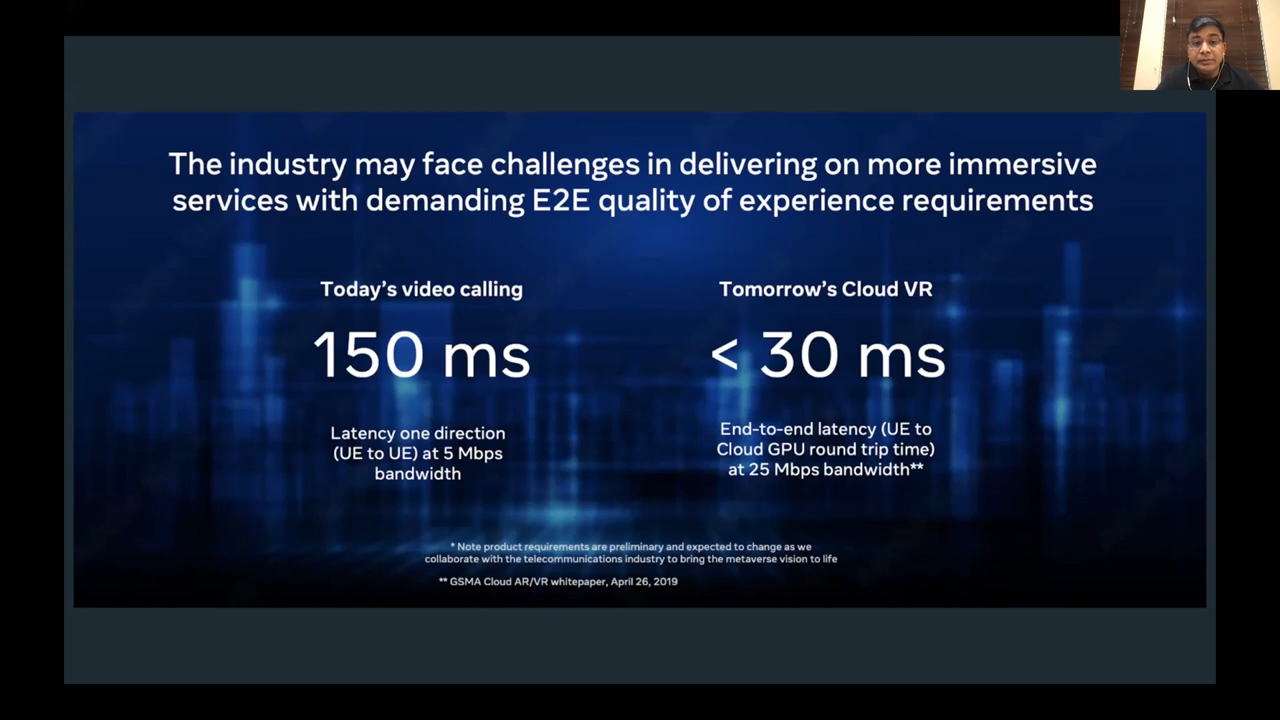 The industry may face challenges in delivering on more immersive
services with demanding E2E quality of experience requirements
Today's video calling
150 ms
Latency one direction
(UE to UE) at 5 Mbps
bandwidth
Tomorrow's Cloud VR
< 30 ms
End-to-end latency (UE to
Cloud GPU round trip time)
at 25 Mbps bandwidth**
* Note product requirements are preliminary and expected to change as we
collaborate with the telecommunications industry to bring the metaverse vision to life
** GSMA Cloud AR/VR whitepaper, April 26, 2019